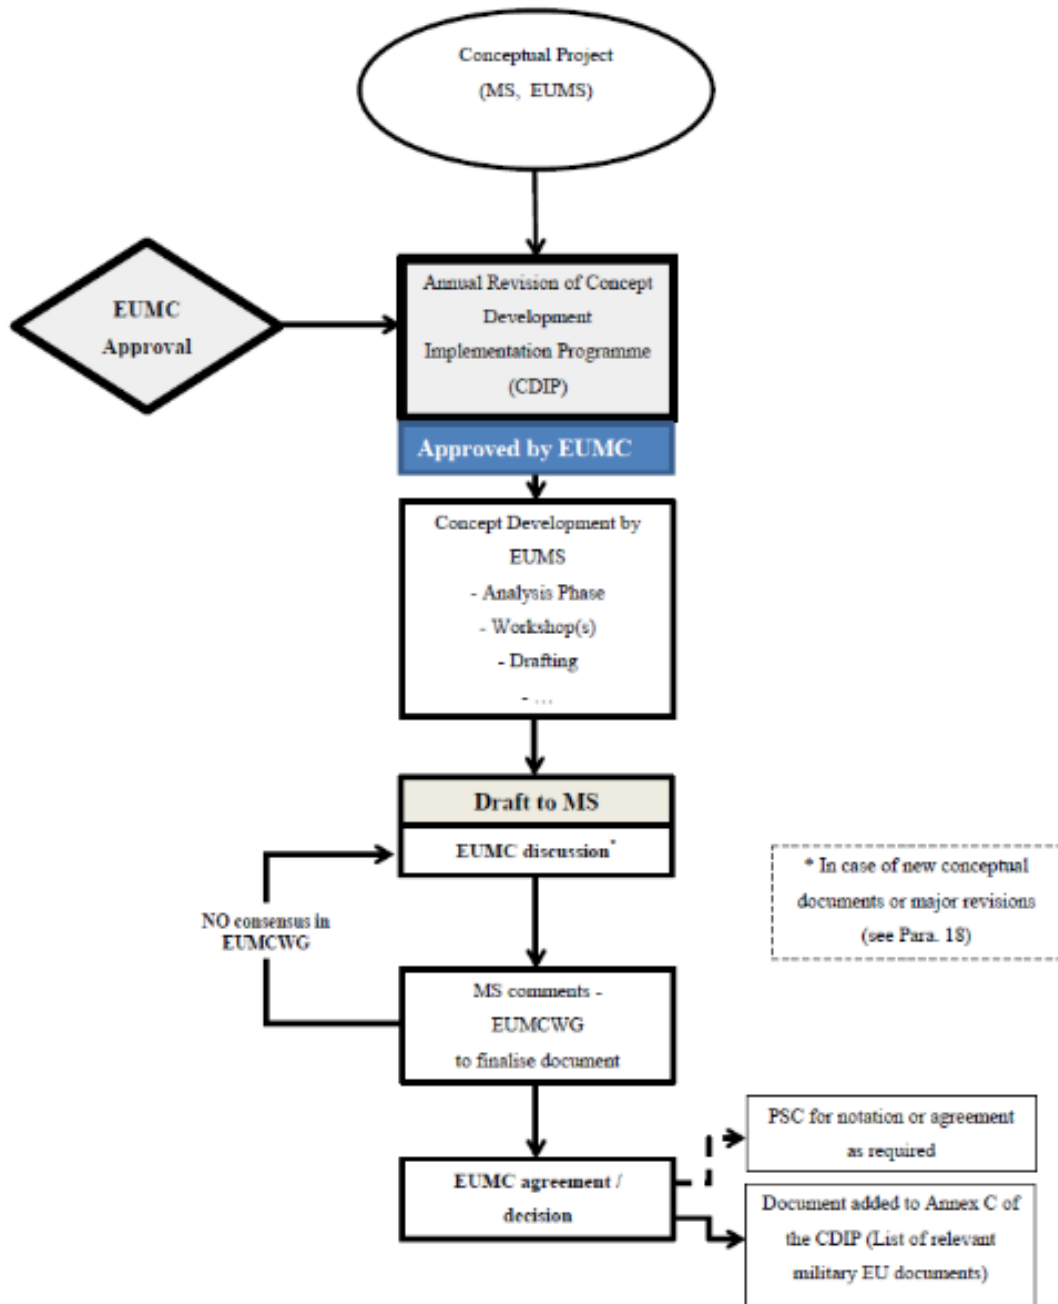 Conceptual Project
(MS, EUMS)
EUMC
Approval
Annual Revision of Concept
Development
Implementation Programme
(CDIP)
Approved by EUMC
Concept Development by
EUMS
- Analysis Phase
- Workshop(s)
- Drafting
- ...
Draft to MS
EUMC discussion*
NO consensus in
EUMCWG
* In case of new conceptual
documents or major revisions
(see Para. 18)
MS comments -
EUMCWG
to finalise document
EUMC agreement /
decision
PSC for notation or agreement
as required
Document added to Annex C of
the CDIP (List of relevant
military EU documents)